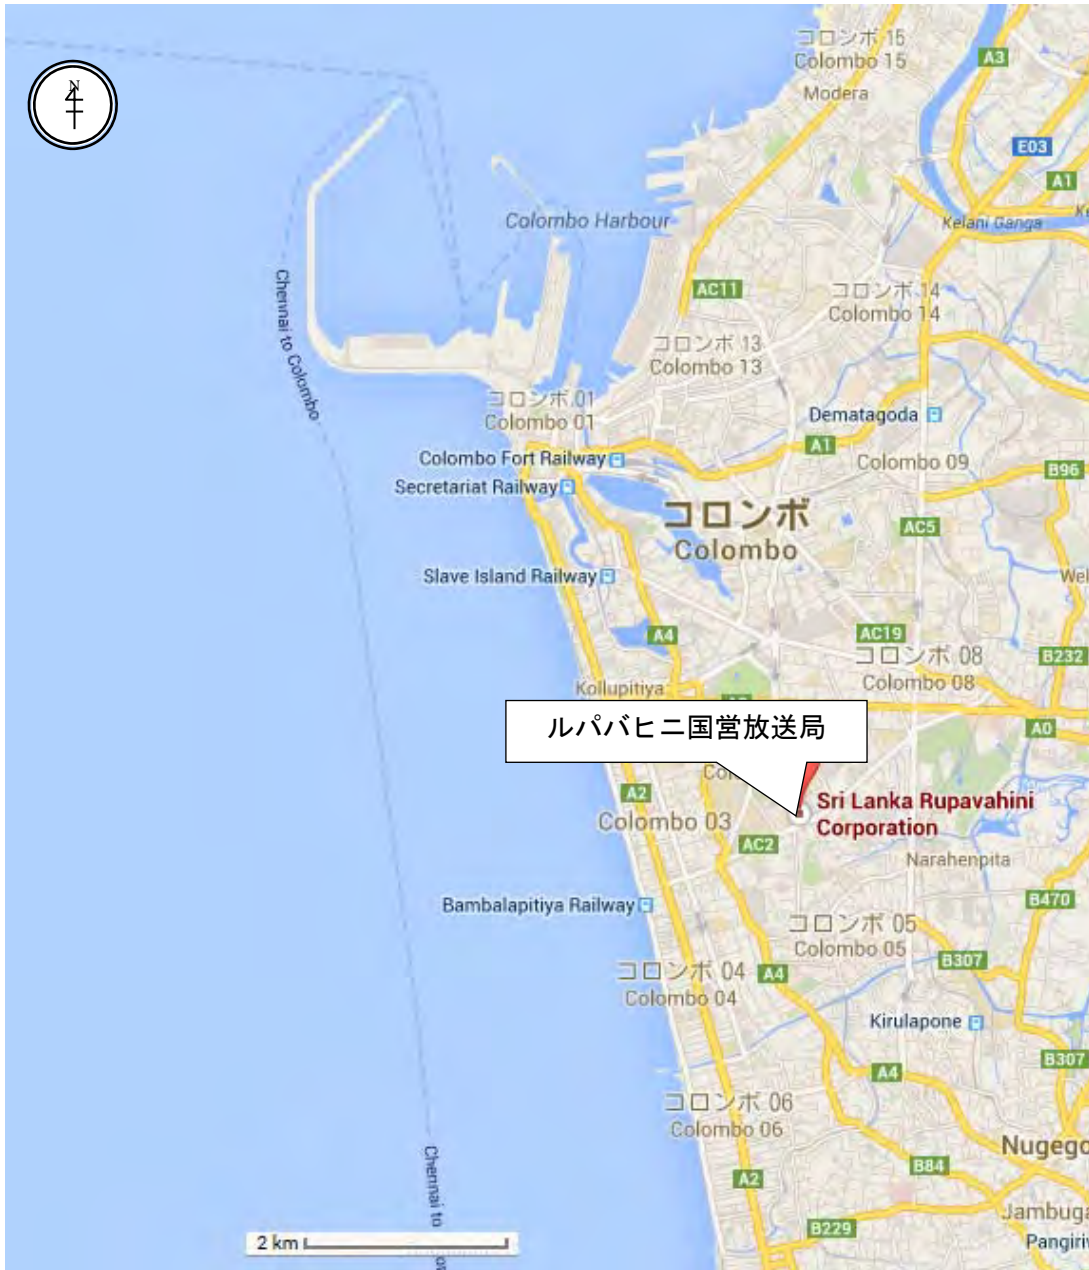 コロンボ 15
Colombo 15
A3
Modera
N
E03
A1
Kelani Ganga
Colombo Harbour
Chennai to Colombo
AC11
コロンボ 14
Colombo 14
コロンボ 13
Colombo 13
コロンボ 01
Colombo 01
Dematagoda
A1
Colombo Fort Railway
Colombo 09
B96
Secretariat Railway
コロンボ
Colombo
AC5
Slave Island Railway
Wel
A4
AC19
コロンボ 08
Colombo 08
B232
Kollupitiya
ルパバヒニ国営放送局
A0
A2
Sri Lanka Rupavahini
Corporation
Colombo 03
AC2
Narahenpita
Bambalapitiya Railway
B470
コロンボ 05
Colombo 05
B307
コロンボ 04
Colombo 04
A4
Kirulapone
B307
A4
コロンボ 06
Colombo 06
Nugego
Chennai to
B84
A2
Jambuga
B229
Pangiriw
2 km